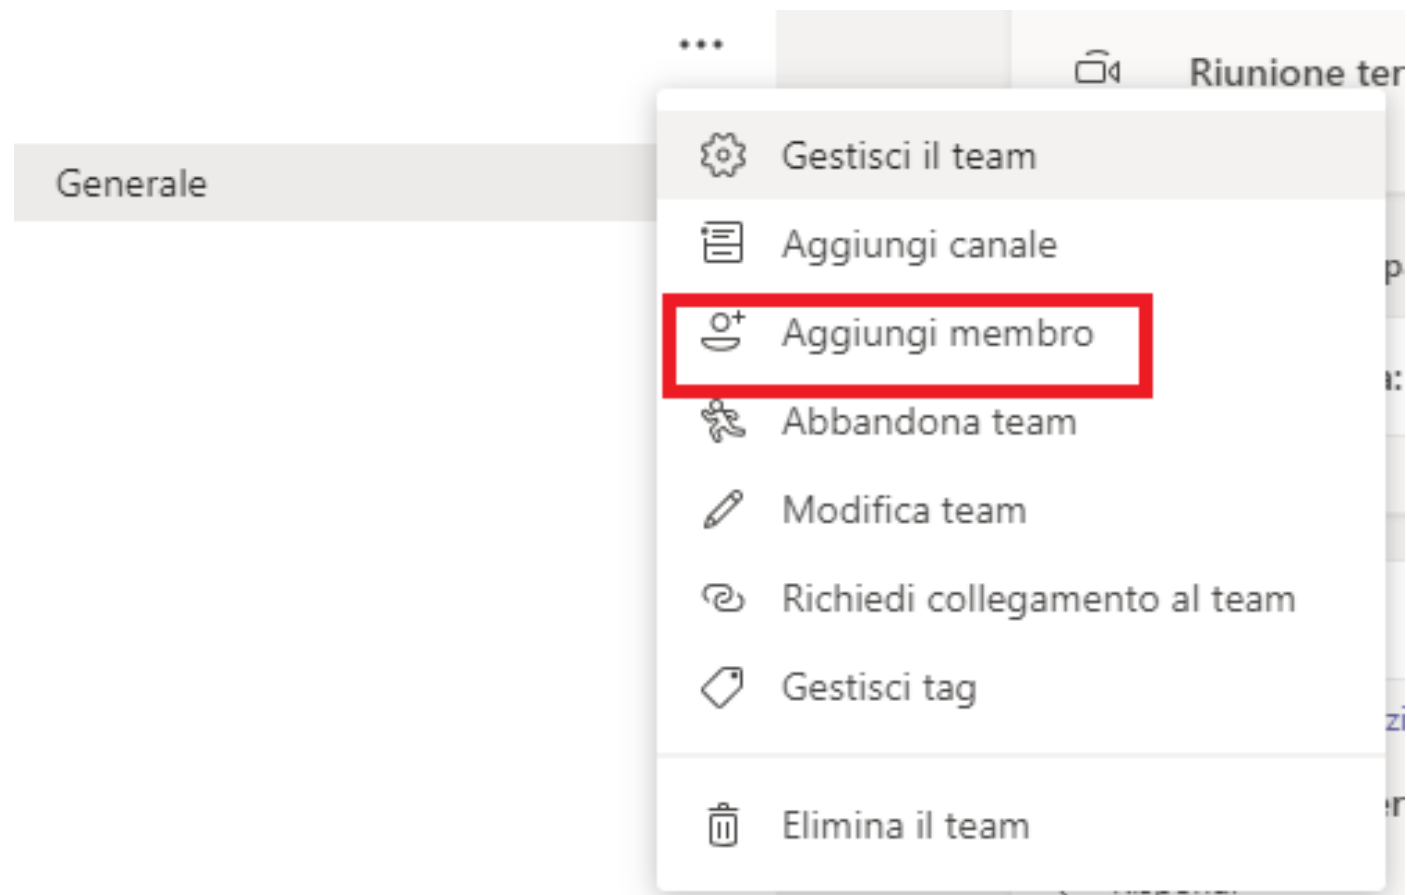 Riunione
Generale
Gestisci il team
Aggiungi canale
Aggiungi membro
Abbandona team
Modifica team
Richiedi collegamento al team
Gestisci tag
Elimina il team